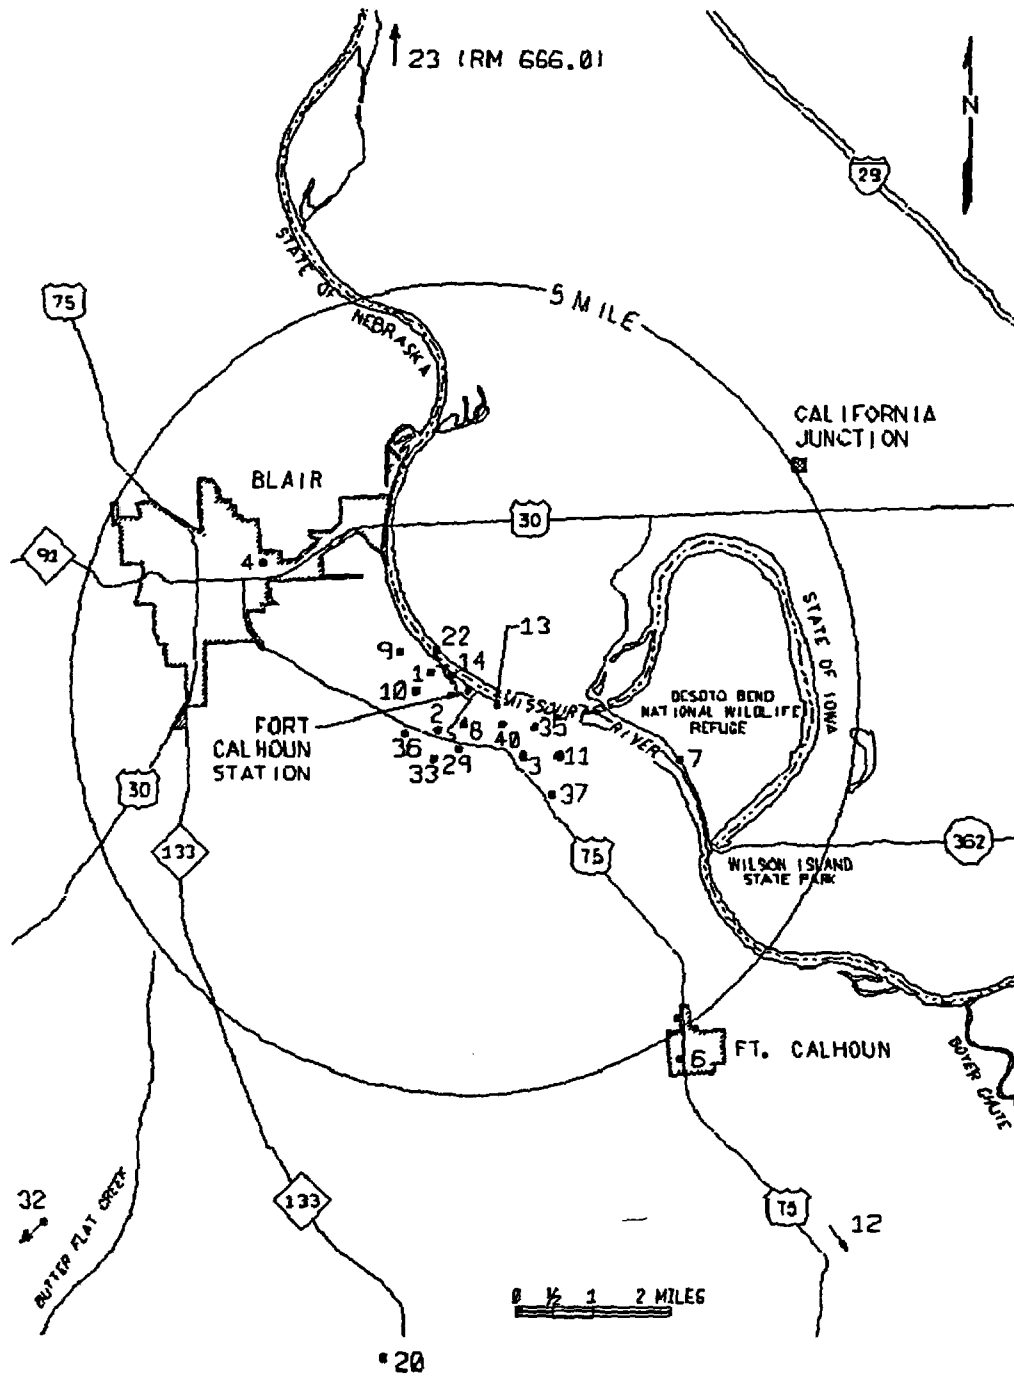 23 (RM 666.0)
N
29
75
5 MILE
STATE OF
NEBRASKA
CALIFORNIA
JUNCTION
BLAIR
30
91
4
STATE OF IOWA
13
22
9
14
1
10
MISSOURI
RIVER
DESOTO BEND
NATIONAL WILDLIFE
REFUGE
FORT
CALHOUN
STATION
2
8
35
40
36
5
29
33
3
11
7
37
30
133
75
362
WILSON ISLAND
STATE PARK
FT. CALHOUN
6
BOYER CHUTE
BUTTER FLAT CREEK
32
133
75
12
0 ½ 1 2 MILES
20